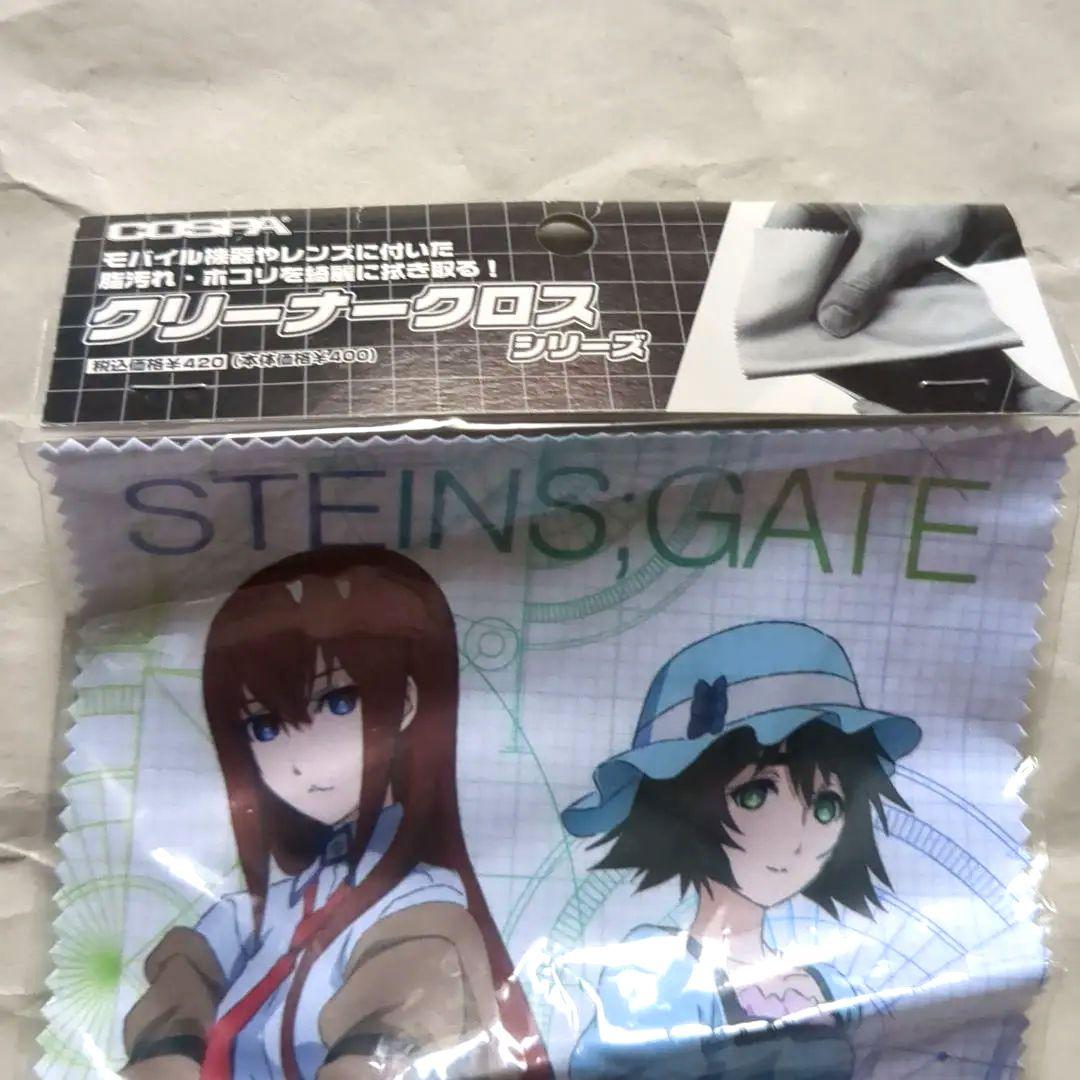 COSPA
モバイル機器やレンズに付いた
脂汚れ・ホコリを綺麗に拭き取る！
クリーナークロス
シリーズ
税込価格¥420（本体価格¥400）
STEINS;GATE